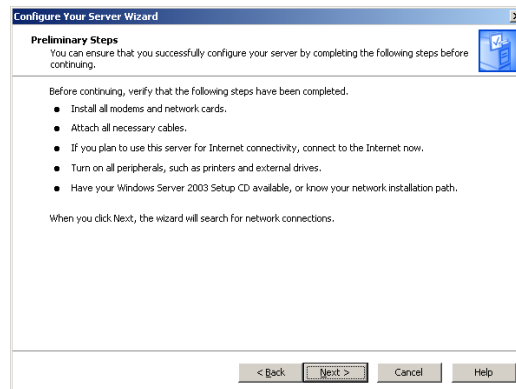 Configure Your Server Wizard
Preliminary Steps
You can ensure that you successfully configure your server by completing the following steps before
continuing.
Before continuing, verify that the following steps have been completed.
● Install all modems and network cards.
● Attach all necessary cables.
● If you plan to use this server for Internet connectivity, connect to the Internet now.
● Turn on all peripherals, such as printers and external drives.
● Have your Windows Server 2003 Setup CD available, or know your network installation path.
When you click Next, the wizard will search for network connections.
< Back Next > Cancel Help